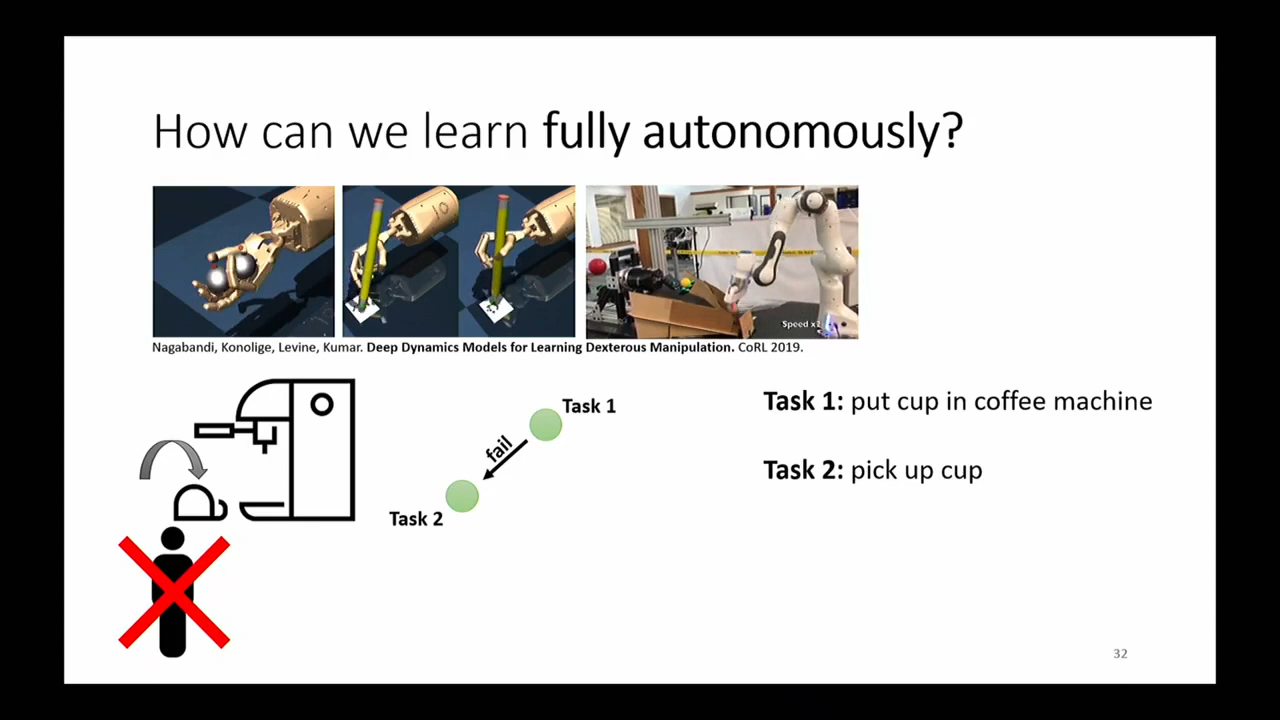 How can we learn fully autonomously?
Speed x2
Nagabandi, Konolige, Levine, Kumar. Deep Dynamics Models for Learning Dexterous Manipulation. CoRL 2019.
Task 1
fail
Task 2
Task 1: put cup in coffee machine
Task 2: pick up cup
32